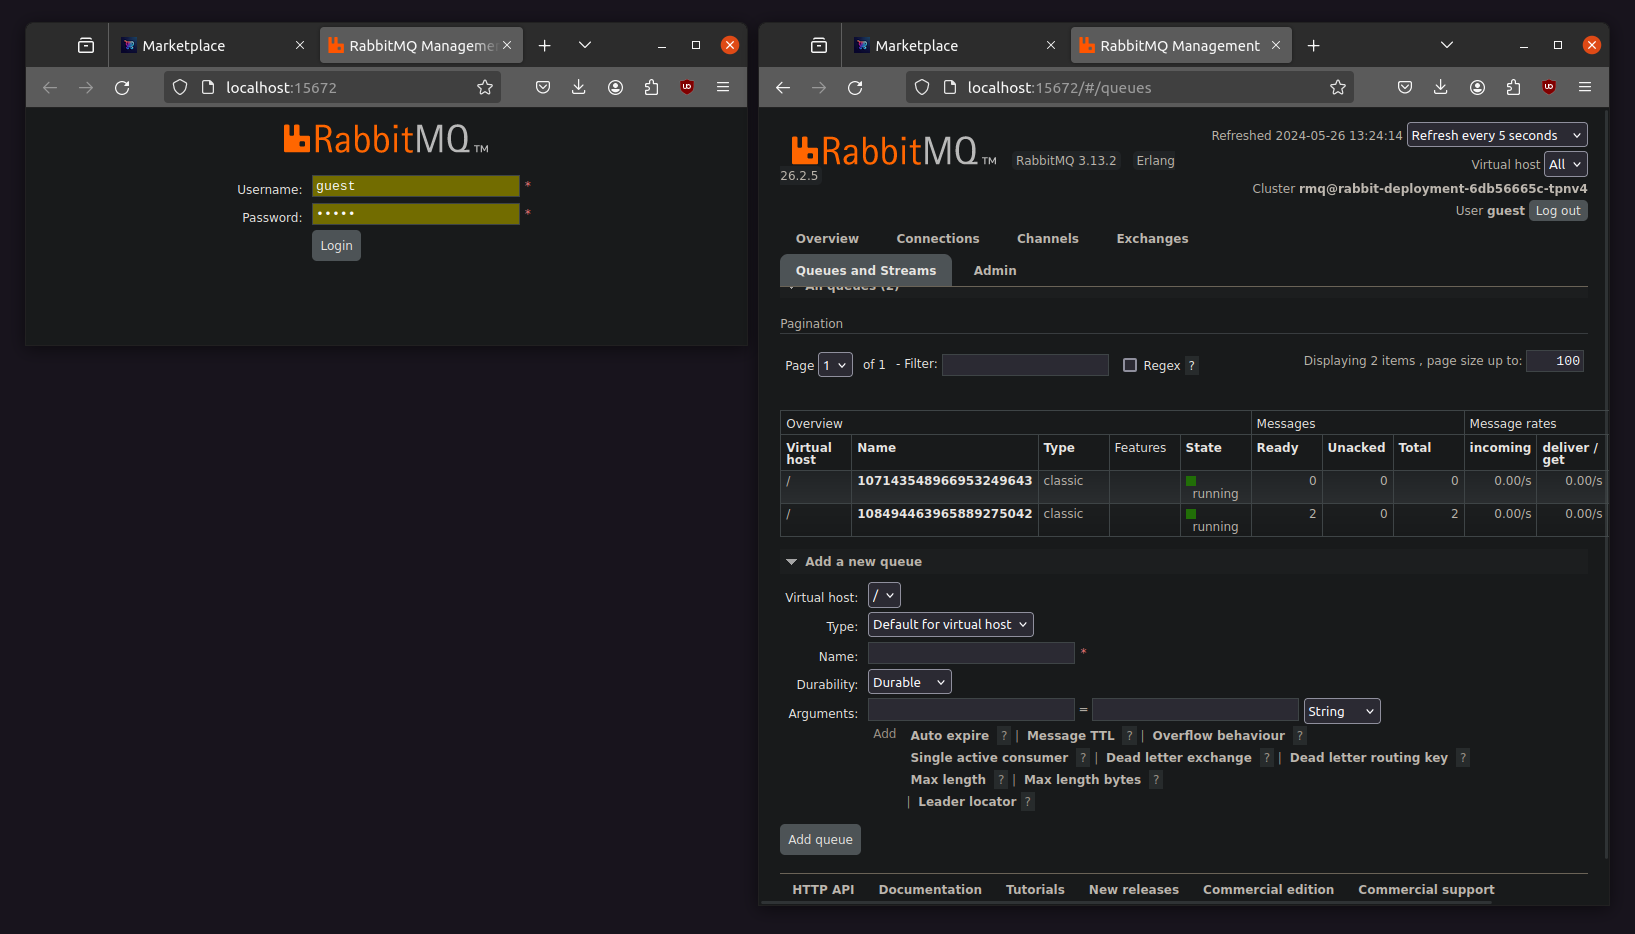 Marketplace
RabbitMQ Manageme
localhost:15672
RabbitMQ TM
Username: guest *
Password: ••••• *
Login
Marketplace
RabbitMQ Management
localhost:15672/#/queues
RabbitMQ TM RabbitMQ 3.13.2 Erlang
26.2.5
Refreshed 2024-05-26 13:24:14 Refresh every 5 seconds
Virtual host All
Cluster rmq@rabbit-deployment-6db56665c-tpnv4
User guest Log out
Overview Connections Channels Exchanges
Queues and Streams Admin
All queues (2)
Pagination
Page 1 of 1 - Filter: Regex ? Displaying 2 items , page size up to: 100
Overview Messages Message rates
Virtual host Name Type Features State Ready Unacked Total incoming deliver / get
/ 107143548966953249643 classic running 0 0 0 0.00/s 0.00/s
/ 108494463965889275042 classic running 2 0 2 0.00/s 0.00/s
Add a new queue
Virtual host: /
Type: Default for virtual host
Name: *
Durability: Durable
Arguments: = String
Add Auto expire ? | Message TTL ? | Overflow behaviour ?
Single active consumer ? | Dead letter exchange ? | Dead letter routing key ?
Max length ? | Max length bytes ?
| Leader locator ?
Add queue
HTTP API Documentation Tutorials New releases Commercial edition Commercial support